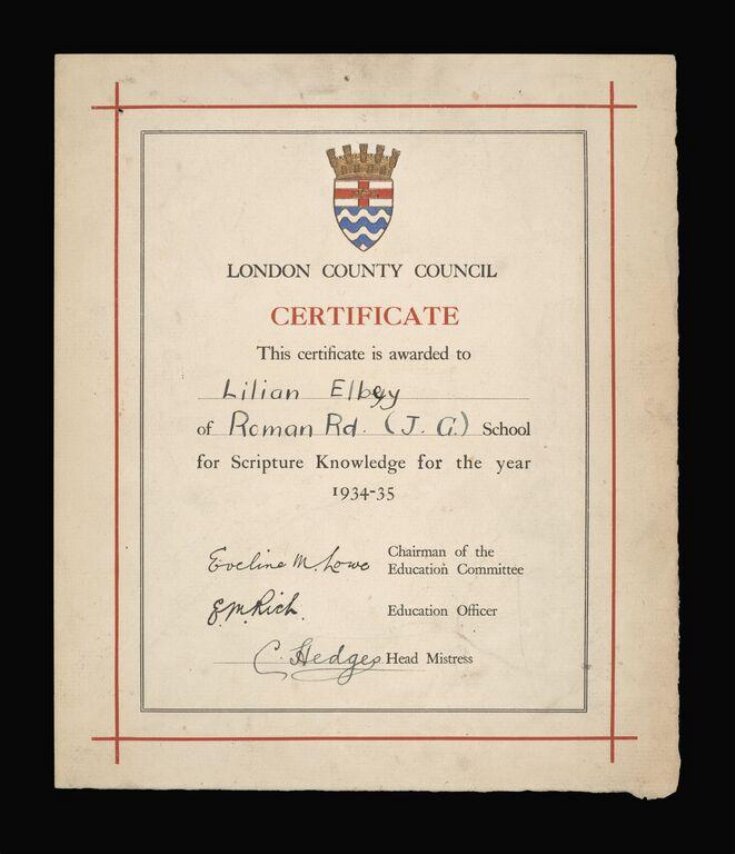 LONDON COUNTY COUNCIL
CERTIFICATE
This certificate is awarded to
Lilian
of Roman Rd. (J. G.) School
for Scripture Knowledge for the year
1934-35
Eveline M. Lowe Chairman of the
Education Committee
E.M. Rich. Education Officer
C. Hedges Head Mistress